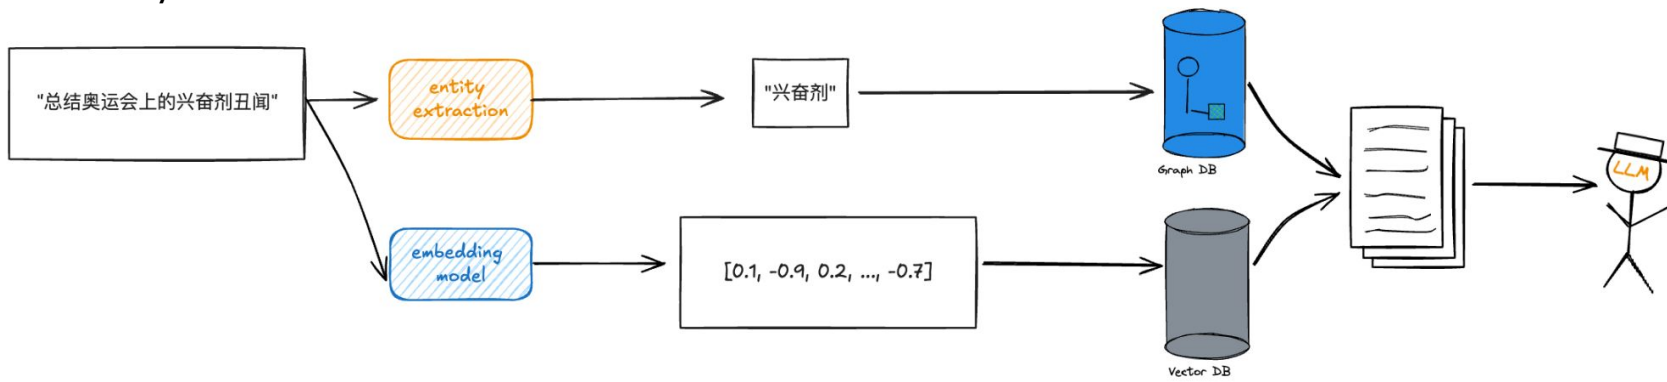 "总结奥运会上的兴奋剂丑闻"
entity
extraction
"兴奋剂"
Graph DB
embedding
model
[0.1, -0.9, 0.2, ..., -0.7]
Vector DB
LLM